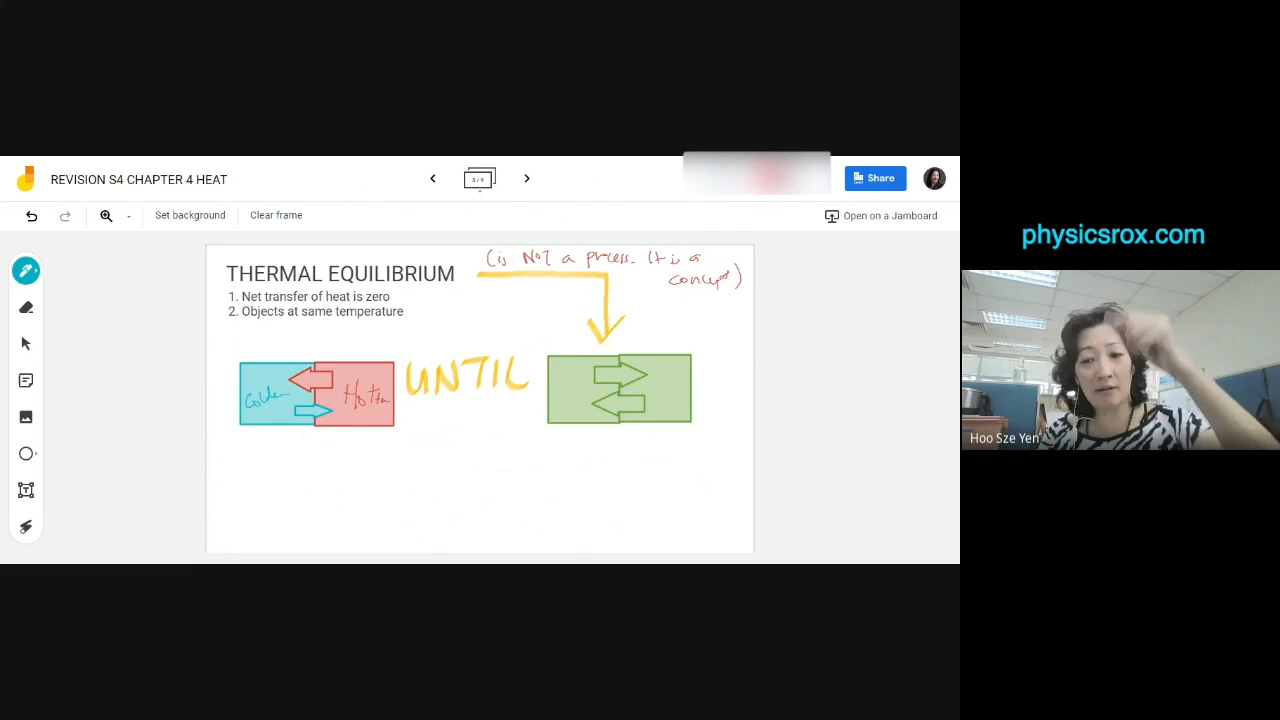 REVISION S4 CHAPTER 4 HEAT
3 / 9
Share
Set background
Clear frame
Open on a Jamboard
THERMAL EQUILIBRIUM
(is NOT a process. It is a
concept)
1. Net transfer of heat is zero
2. Objects at same temperature
Colder
Hotter
UNTIL
physicsrox.com
Hoo Sze Yen